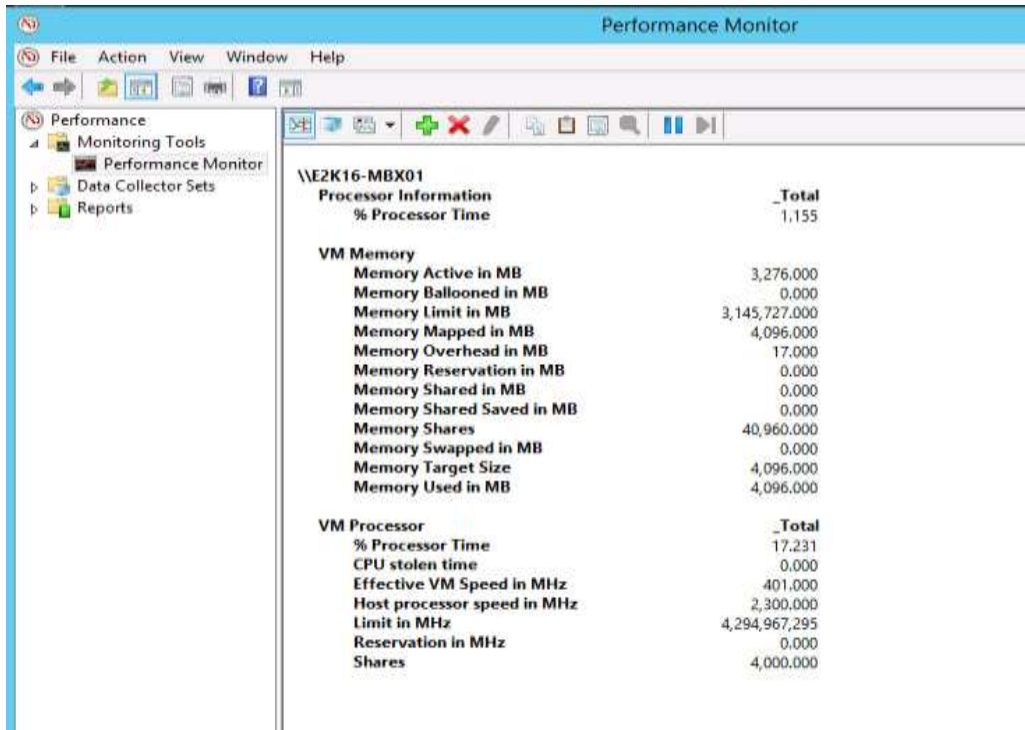 Performance Monitor
File Action View Window Help
Performance
Monitoring Tools
Performance Monitor
Data Collector Sets
Reports
\\E2K16-MBX01
Processor Information _Total
% Processor Time 1.155
VM Memory
Memory Active in MB 3,276.000
Memory Ballooned in MB 0.000
Memory Limit in MB 3,145,727.000
Memory Mapped in MB 4,096.000
Memory Overhead in MB 17.000
Memory Reservation in MB 0.000
Memory Shared in MB 0.000
Memory Shared Saved in MB 0.000
Memory Shares 40,960.000
Memory Swapped in MB 0.000
Memory Target Size 4,096.000
Memory Used in MB 4,096.000
VM Processor _Total
% Processor Time 17.231
CPU stolen time 0.000
Effective VM Speed in MHz 401.000
Host processor speed in MHz 2,300.000
Limit in MHz 4,294,967,295
Reservation in MHz 0.000
Shares 4,000.000